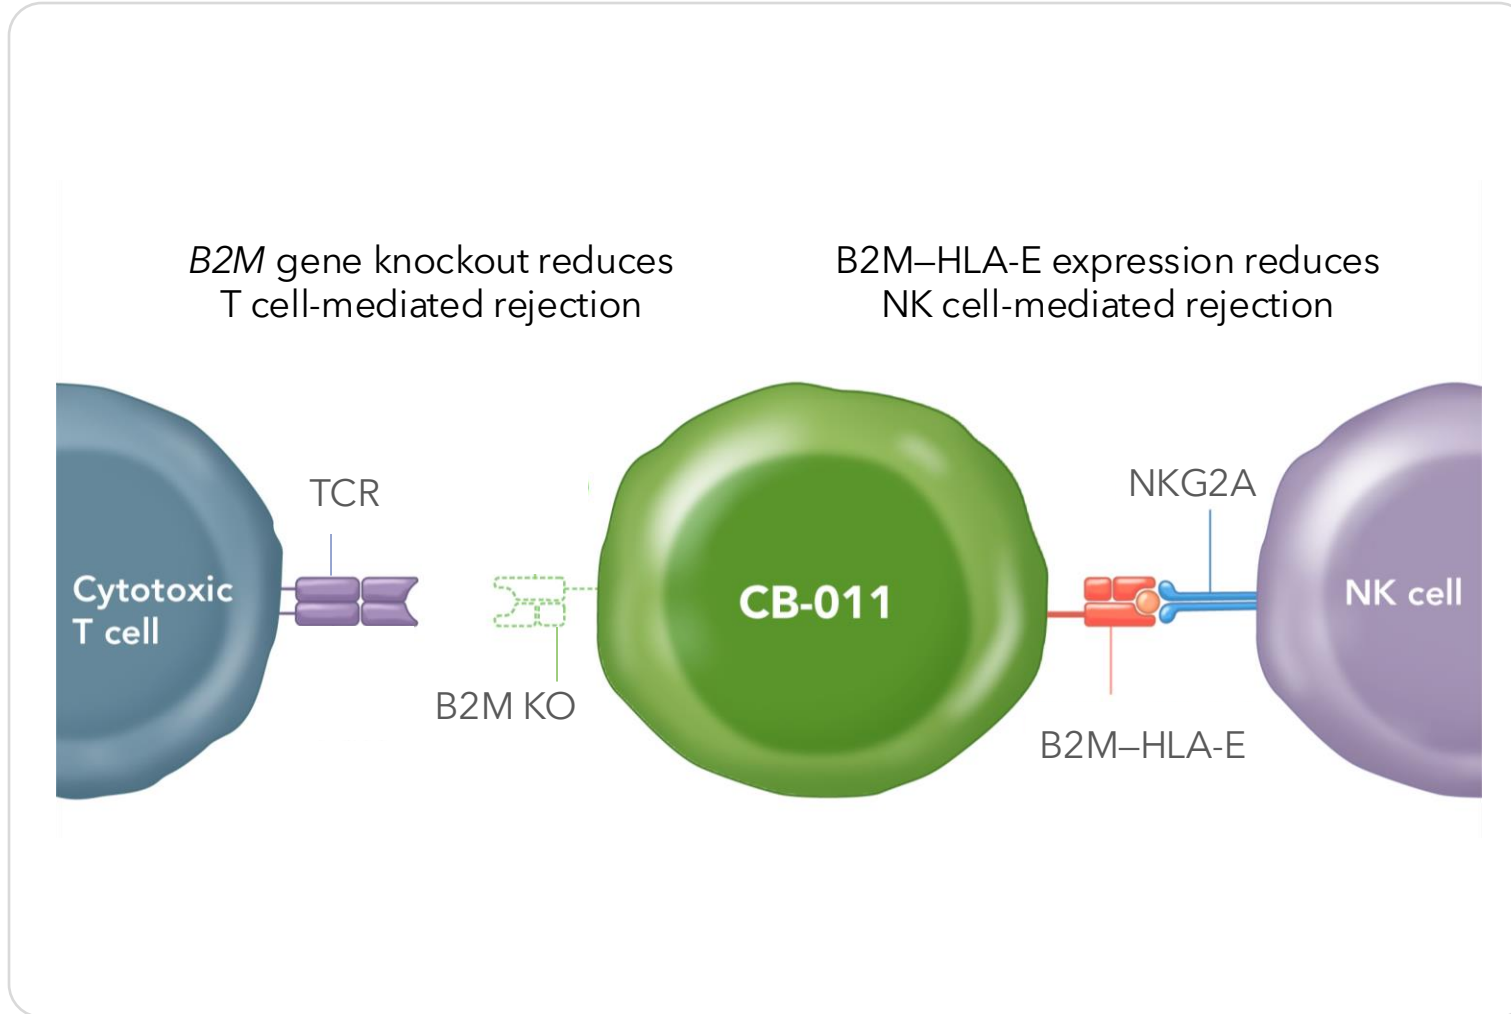 B2M gene knockout reduces
T cell-mediated rejection
B2M–HLA-E expression reduces
NK cell-mediated rejection
TCR
NKG2A
Cytotoxic
T cell
CB-011
NK cell
B2M KO
B2M–HLA-E